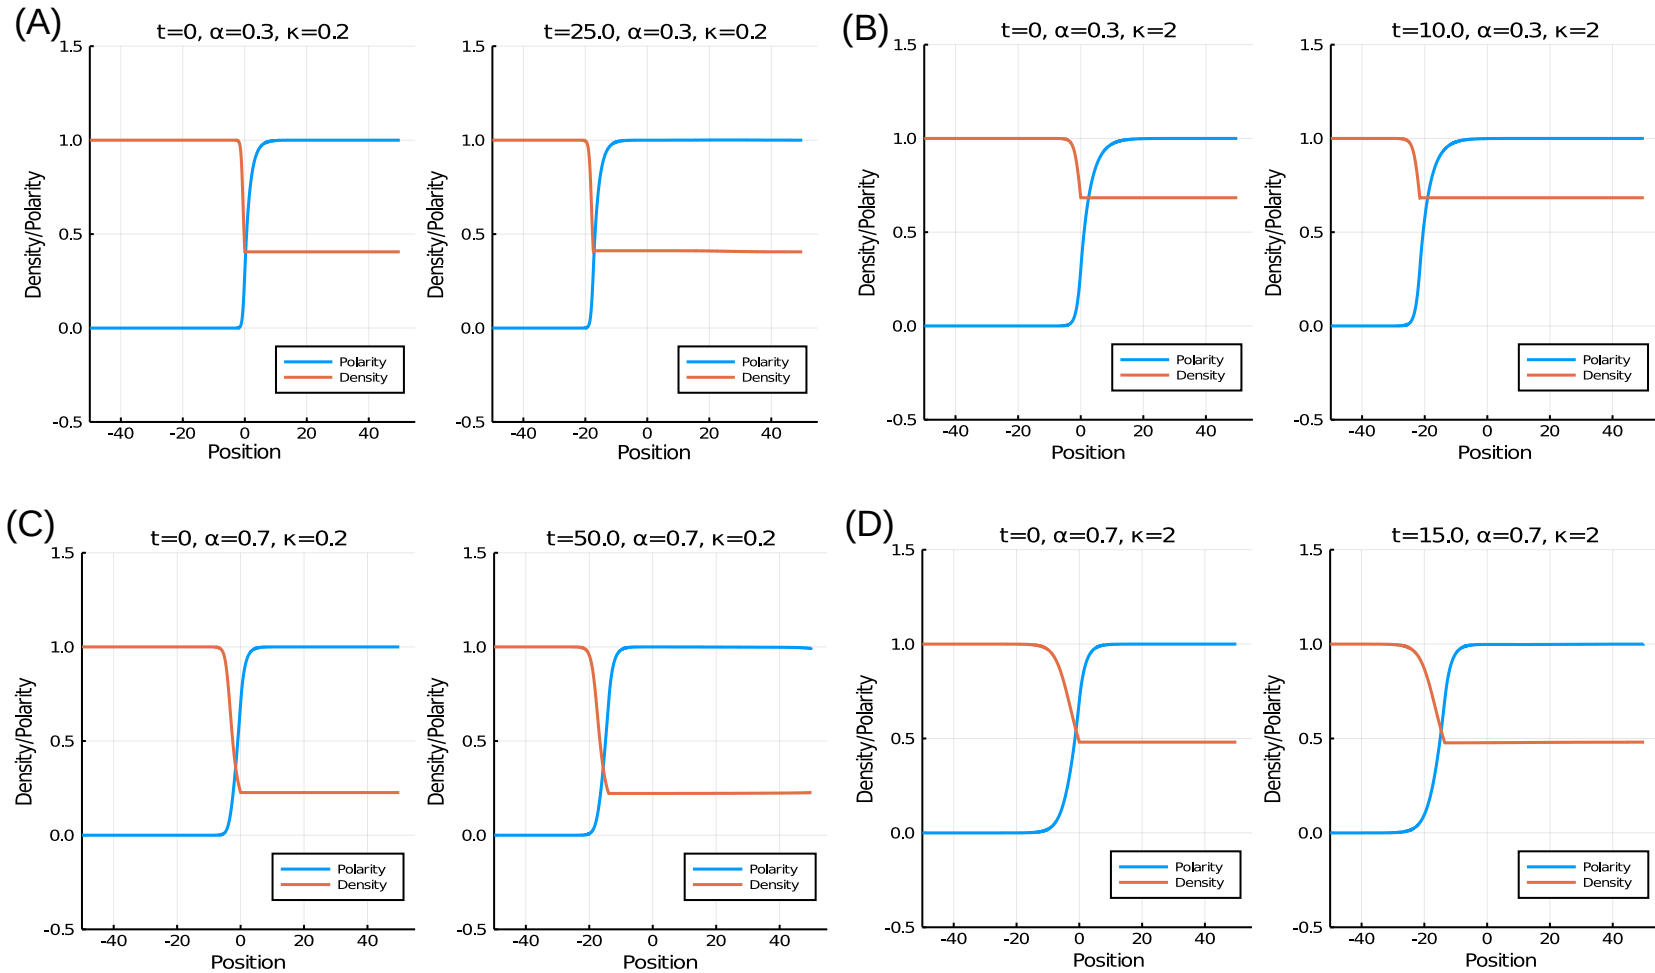 (A)
t=0, α=0.3, κ=0.2
1.5
1.0
0.5
0.0
-0.5
Density/Polarity
-40 -20 0 20 40
Position
Polarity
Density
t=25.0, α=0.3, κ=0.2
1.5
1.0
0.5
0.0
-0.5
Density/Polarity
-40 -20 0 20 40
Position
Polarity
Density
(B)
t=0, α=0.3, κ=2
1.5
1.0
0.5
0.0
-0.5
Density/Polarity
-40 -20 0 20 40
Position
Polarity
Density
t=10.0, α=0.3, κ=2
1.5
1.0
0.5
0.0
-0.5
Density/Polarity
-40 -20 0 20 40
Position
Polarity
Density
(C)
t=0, α=0.7, κ=0.2
1.5
1.0
0.5
0.0
-0.5
Density/Polarity
-40 -20 0 20 40
Position
Polarity
Density
t=50.0, α=0.7, κ=0.2
1.5
1.0
0.5
0.0
-0.5
Density/Polarity
-40 -20 0 20 40
Position
Polarity
Density
(D)
t=0, α=0.7, κ=2
1.5
1.0
0.5
0.0
-0.5
Density/Polarity
-40 -20 0 20 40
Position
Polarity
Density
t=15.0, α=0.7, κ=2
1.5
1.0
0.5
0.0
-0.5
Density/Polarity
-40 -20 0 20 40
Position
Polarity
Density